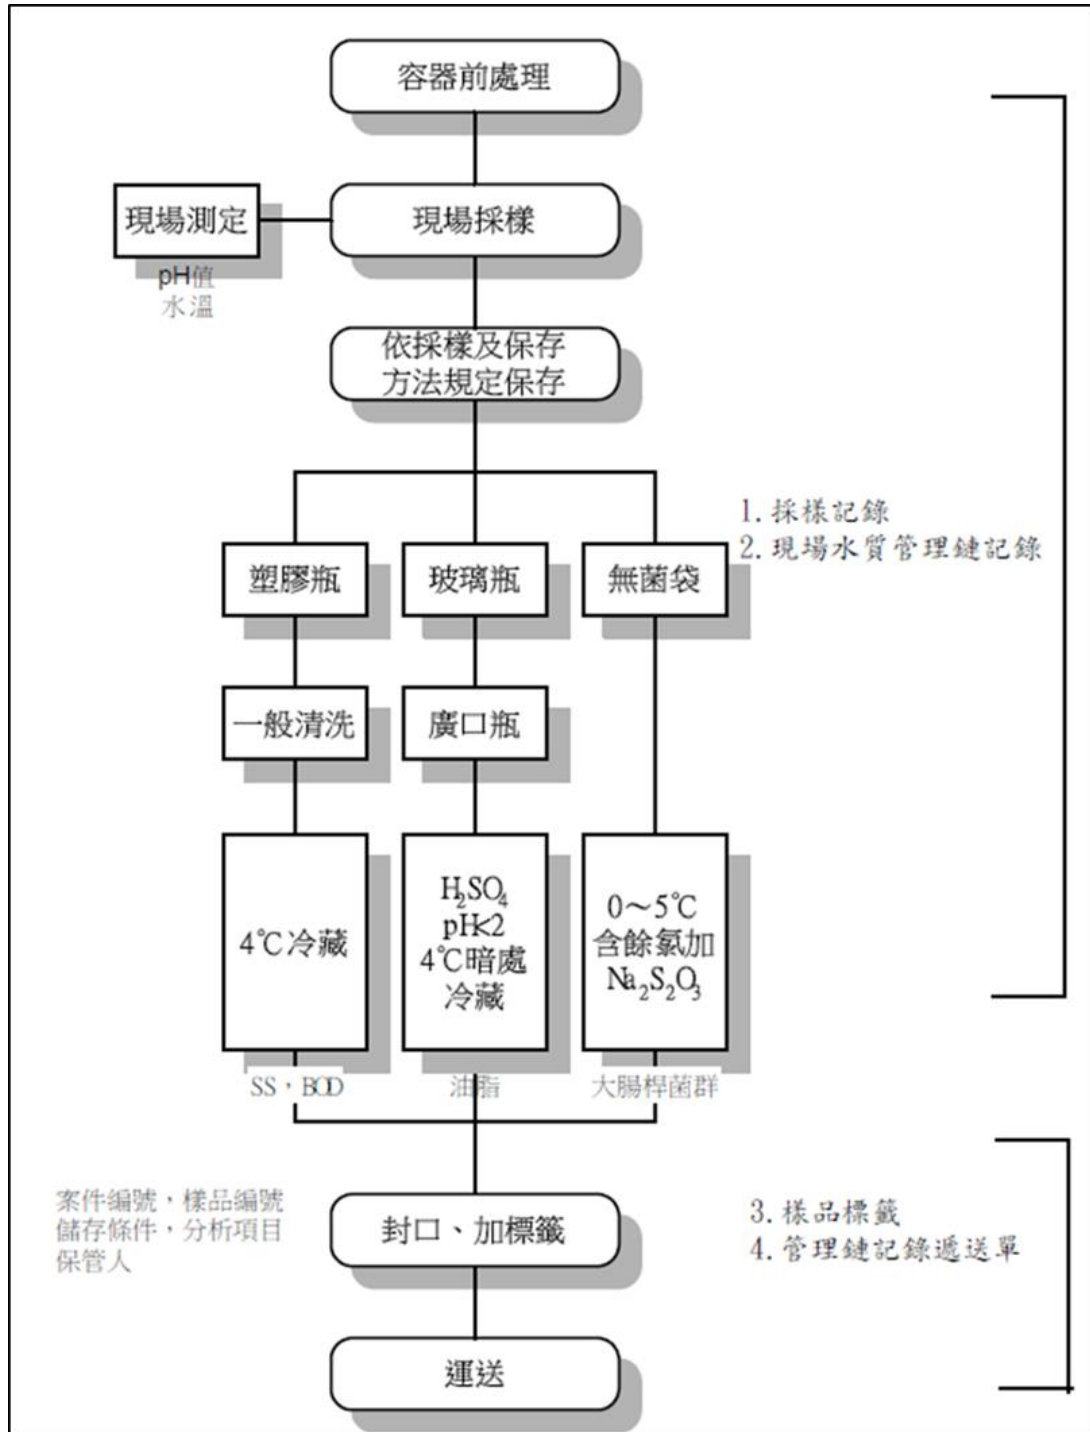 容器前處理
現場測定
現場採樣
pH值
水溫
依採樣及保存
方法規定保存
1. 採樣記錄
2. 現場水質管理鏈記錄
塑膠瓶
玻璃瓶
無菌袋
一般清洗
廣口瓶
4℃冷藏
H₂SO₄
pH<2
4℃暗處
冷藏
0～5℃
含餘氯加
Na₂S₂O₃
SS，BOD
油脂
大腸桿菌群
案件編號，樣品編號
儲存條件，分析項目
保管人
封口、加標籤
3. 樣品標籤
4. 管理鏈記錄遞送單
運送